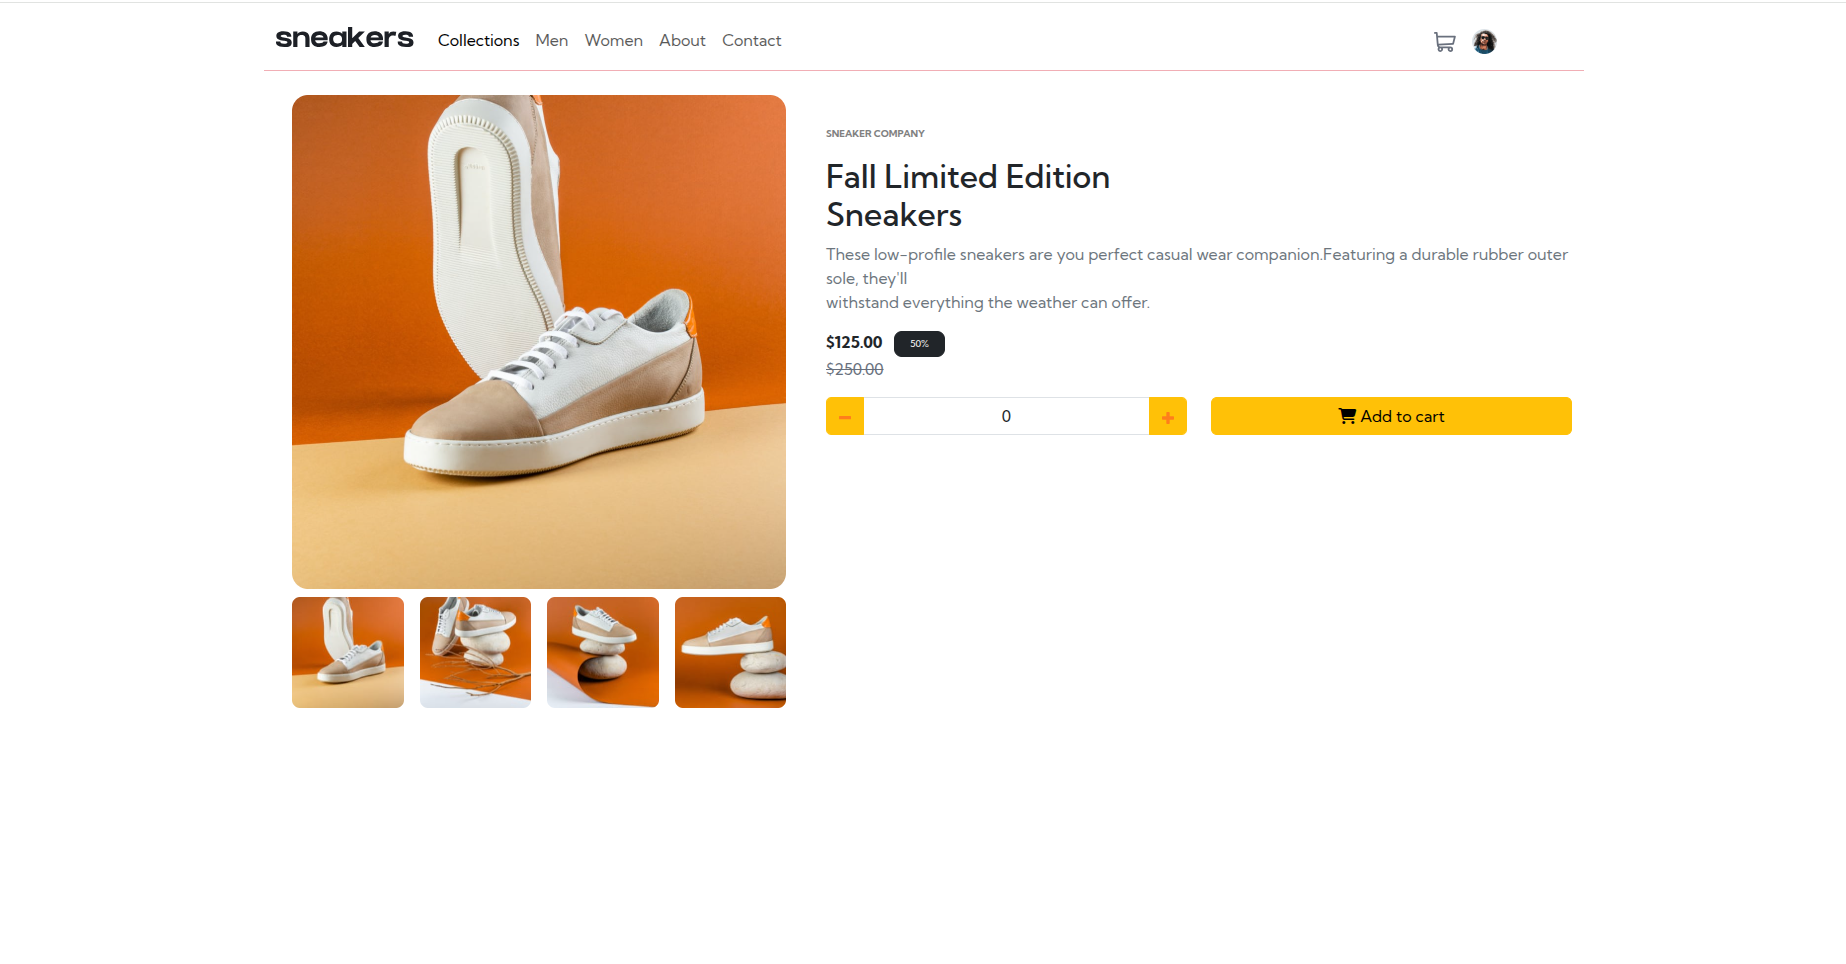 sneakers Collections Men Women About Contact
SNEAKER COMPANY
Fall Limited Edition
Sneakers
These low-profile sneakers are you perfect casual wear companion.Featuring a durable rubber outer
sole, they'll
withstand everything the weather can offer.
$125.00 50%
$250.00
0 Add to cart